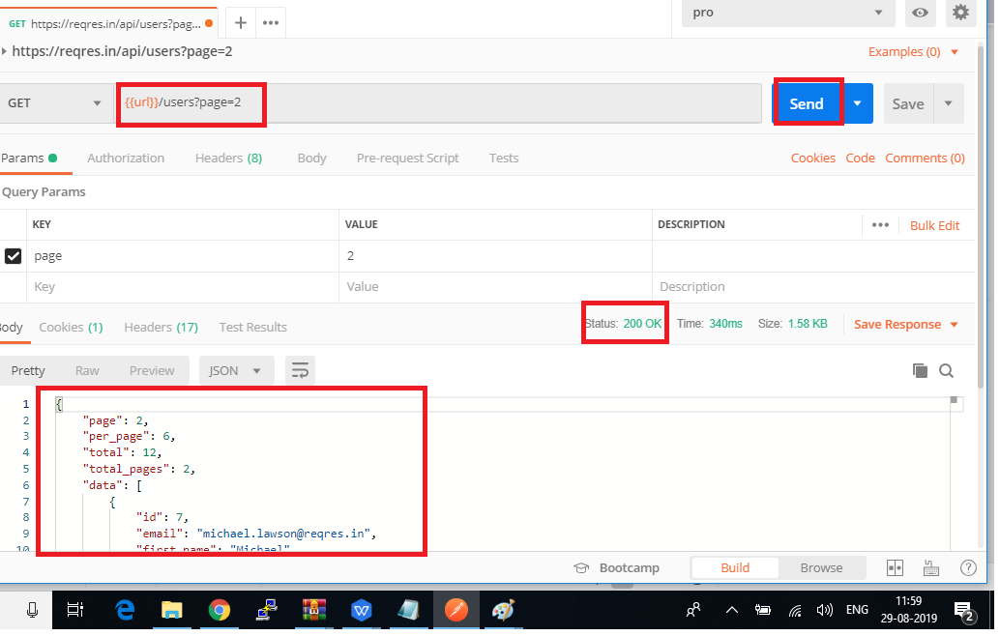 GET https://reqres.in/api/users?pag...
pro
https://reqres.in/api/users?page=2
Examples (0)
GET {{url}}/users?page=2 Send Save
Params Authorization Headers (8) Body Pre-request Script Tests Cookies Code Comments (0)
Query Params
KEY VALUE DESCRIPTION Bulk Edit
page 2
Key Value Description
ody Cookies (1) Headers (17) Test Results Status: 200 OK Time: 340ms Size: 1.58 KB Save Response
Pretty Raw Preview JSON
1 {
2 "page": 2,
3 "per_page": 6,
4 "total": 12,
5 "total_pages": 2,
6 "data": [
7 {
8 "id": 7,
9 "email": "michael.lawson@reqres.in",
10 "first_name": "Michael"
Bootcamp Build Browse
11:59
ENG
29-08-2019
2